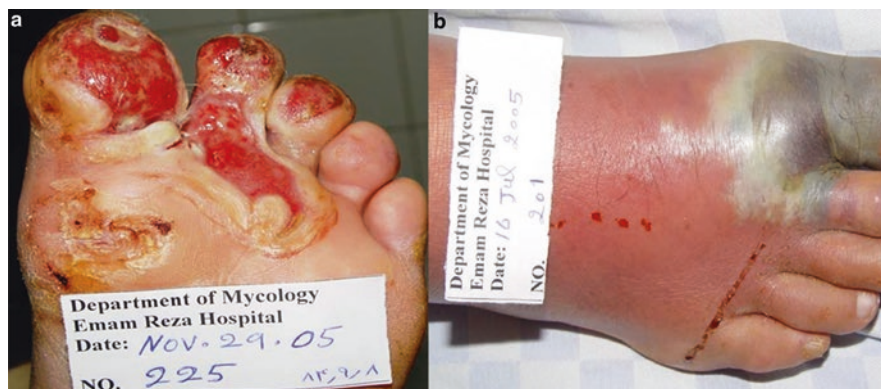 a
Department of Mycology
Emam Reza Hospital
Date: NOV. 29. 05
NO. 225 ۸۴,۹,۸
b
Department of Mycology
Emam Reza Hospital
Date: 16 Jul 2005
NO. 201